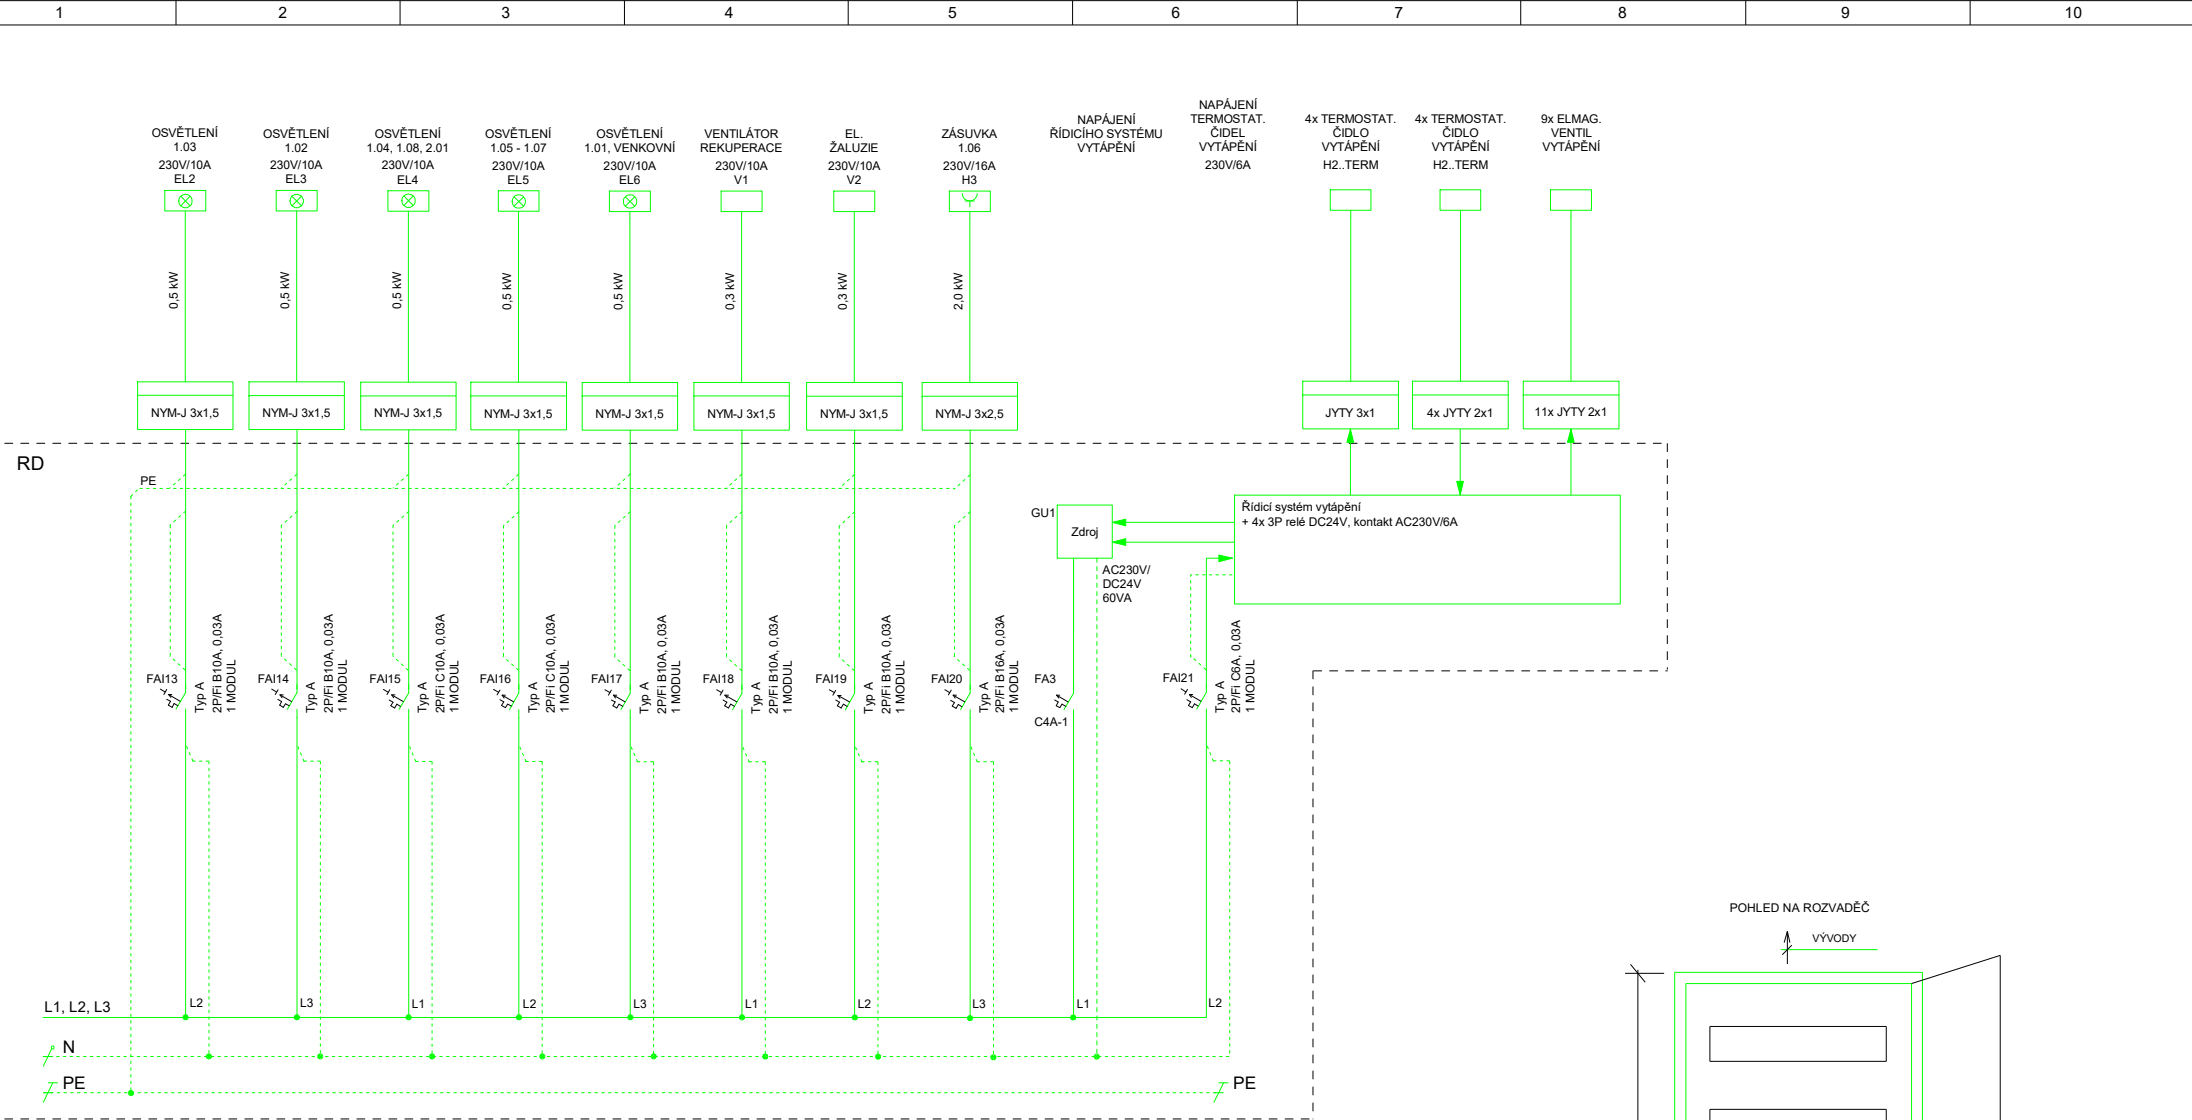 1 2 3 4 5 6 7 8 9 10
OSVĚTLENÍ
1.03
230V/10A
EL2
OSVĚTLENÍ
1.02
230V/10A
EL3
OSVĚTLENÍ
1.04, 1.08, 2.01
230V/10A
EL4
OSVĚTLENÍ
1.05 - 1.07
230V/10A
EL5
OSVĚTLENÍ
1.01, VENKOVNÍ
230V/10A
EL6
VENTILÁTOR
REKUPERACE
230V/10A
V1
EL.
ŽALUZIE
230V/10A
V2
ZÁSUVKA
1.06
230V/16A
H3
NAPÁJENÍ
ŘÍDICÍHO SYSTÉMU
VYTÁPĚNÍ
NAPÁJENÍ
TERMOSTAT.
ČIDEL
VYTÁPĚNÍ
230V/6A
4x TERMOSTAT.
ČIDLO
VYTÁPĚNÍ
H2..TERM
4x TERMOSTAT.
ČIDLO
VYTÁPĚNÍ
H2..TERM
9x ELMAG.
VENTIL
VYTÁPĚNÍ
0,5 kW
0,5 kW
0,5 kW
0,5 kW
0,5 kW
0,3 kW
0,3 kW
2,0 kW
NYM-J 3x1,5
NYM-J 3x1,5
NYM-J 3x1,5
NYM-J 3x1,5
NYM-J 3x1,5
NYM-J 3x1,5
NYM-J 3x1,5
NYM-J 3x2,5
JYTY 3x1
4x JYTY 2x1
11x JYTY 2x1
RD
PE
GU1
Zdroj
AC230V/
DC24V
60VA
Řídicí systém vytápění
+ 4x 3P relé DC24V, kontakt AC230V/6A
FAI13
Typ A
2P/Fi B10A, 0,03A
1 MODUL
FAI14
Typ A
2P/Fi B10A, 0,03A
1 MODUL
FAI15
Typ A
2P/Fi C10A, 0,03A
1 MODUL
FAI16
Typ A
2P/Fi C10A, 0,03A
1 MODUL
FAI17
Typ A
2P/Fi B10A, 0,03A
1 MODUL
FAI18
Typ A
2P/Fi B10A, 0,03A
1 MODUL
FAI19
Typ A
2P/Fi B10A, 0,03A
1 MODUL
FAI20
Typ A
2P/Fi B16A, 0,03A
1 MODUL
FA3
C4A-1
FAI21
Typ A
2P/Fi C6A, 0,03A
1 MODUL
L1, L2, L3
L2
L3
L1
L2
L3
L1
L2
L3
L1
L2
N
PE
PE
POHLED NA ROZVADĚČ
VÝVODY